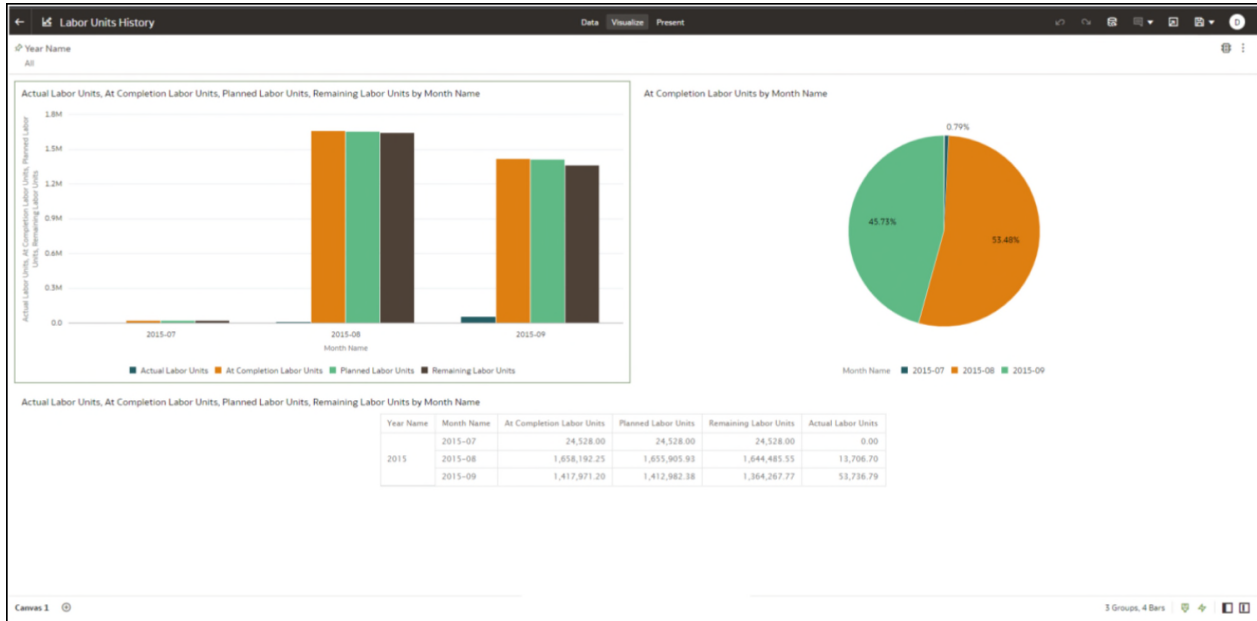 Labor Units History
Data Visualize Present
D
Year Name
All
Actual Labor Units, At Completion Labor Units, Planned Labor Units, Remaining Labor Units by Month Name
Actual Labor Units, At Completion Labor Units, Planned Labor
Units, Remaining Labor Units
1.8M
1.5M
1.2M
0.9M
0.6M
0.3M
0.0
2015-07 2015-08 2015-09
Month Name
Actual Labor Units At Completion Labor Units Planned Labor Units Remaining Labor Units
At Completion Labor Units by Month Name
0.79%
45.73%
53.48%
Month Name 2015-07 2015-08 2015-09
Actual Labor Units, At Completion Labor Units, Planned Labor Units, Remaining Labor Units by Month Name
Year Name Month Name At Completion Labor Units Planned Labor Units Remaining Labor Units Actual Labor Units
2015-07 24,528.00 24,528.00 24,528.00 0.00
2015 2015-08 1,658,192.25 1,655,905.93 1,644,485.55 13,706.70
2015-09 1,417,971.20 1,412,982.38 1,364,267.77 53,736.79
Canvas 1
3 Groups, 4 Bars